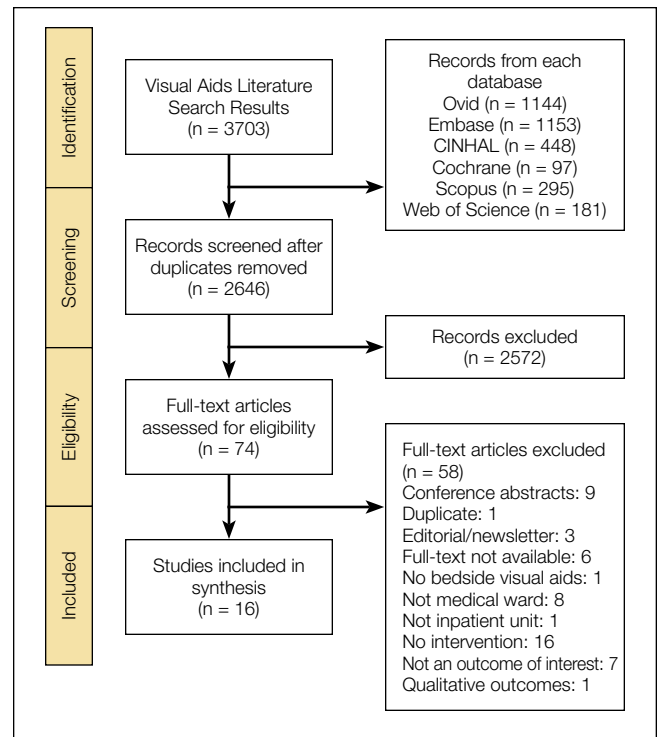 Identification
Visual Aids Literature
Search Results
(n = 3703)
Records from each
database
Ovid (n = 1144)
Embase (n = 1153)
CINHAL (n = 448)
Cochrane (n = 97)
Scopus (n = 295)
Web of Science (n = 181)
Screening
Records screened after
duplicates removed
(n = 2646)
Records excluded
(n = 2572)
Eligibility
Full-text articles
assessed for eligibility
(n = 74)
Full-text articles excluded
(n = 58)
Conference abstracts: 9
Duplicate: 1
Editorial/newsletter: 3
Full-text not available: 6
No bedside visual aids: 1
Not medical ward: 8
Not inpatient unit: 1
No intervention: 16
Not an outcome of interest: 7
Qualitative outcomes: 1
Included
Studies included in
synthesis
(n = 16)